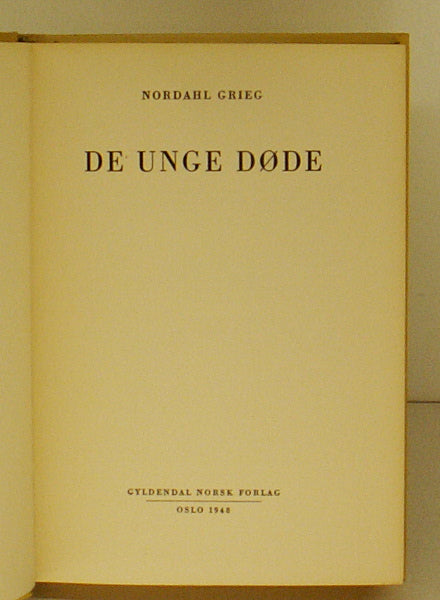 NORDAHL GRIEG
DE UNGE DØDE
GYLDENDAL NORSK FORLAG
OSLO 1948